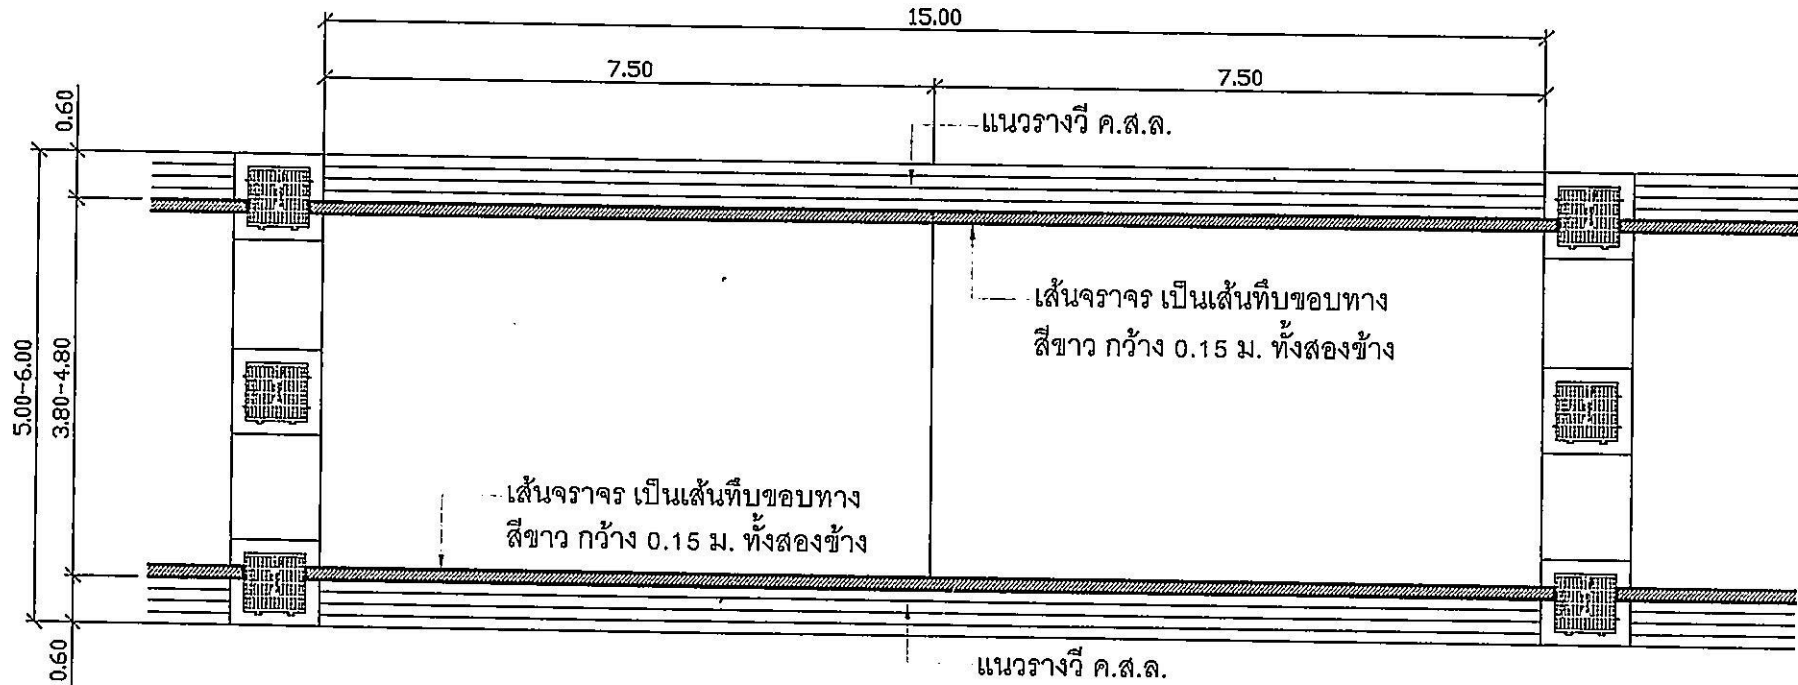 15.00
7.50
7.50
0.60
แนวรางวี ค.ส.ล.
เส้นจราจร เป็นเส้นทึบขอบทาง
สีขาว กว้าง 0.15 ม. ทั้งสองข้าง
5.00-6.00
3.80-4.80
เส้นจราจร เป็นเส้นทึบขอบทาง
สีขาว กว้าง 0.15 ม. ทั้งสองข้าง
0.60
แนวรางวี ค.ส.ล.